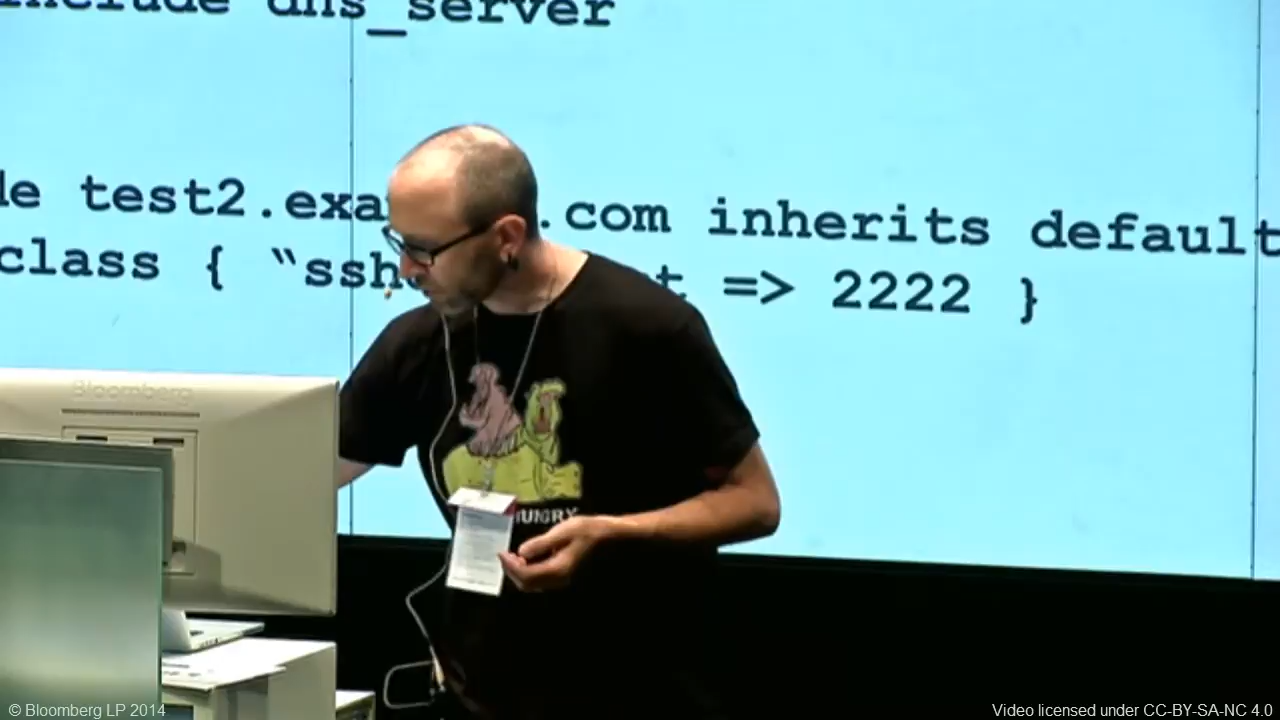 dns_server
test2.exa .com inherits default
class { “ssh t => 2222 }
Bloomberg
HUNGRY
© Bloomberg LP 2014
Video licensed under CC-BY-SA-NC 4.0